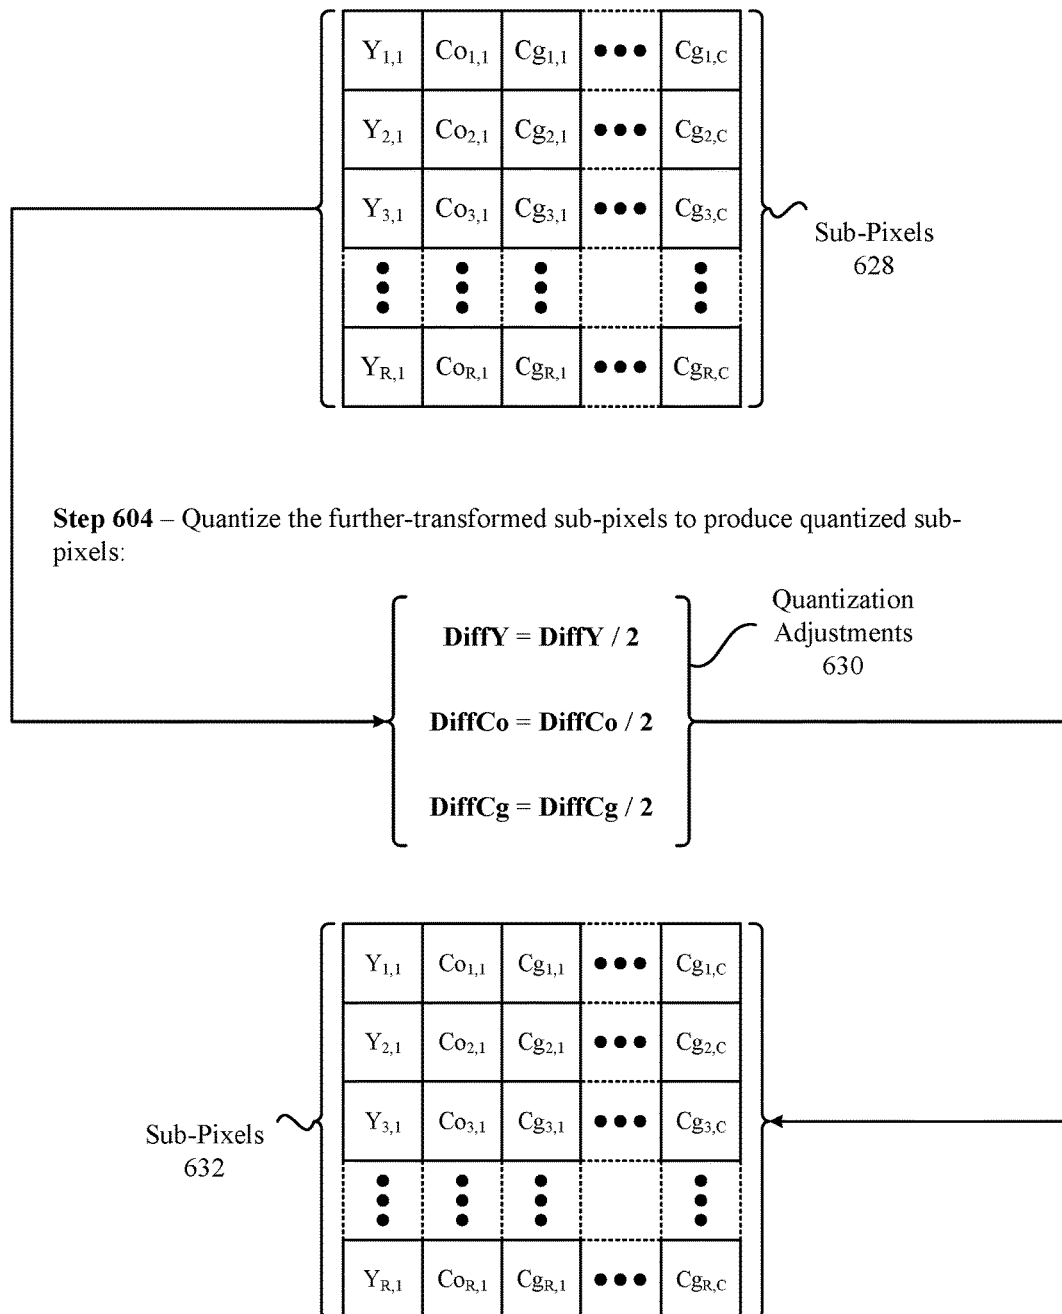 Y1,1 Co1,1 Cg1,1 ●●● Cg1,C
Y2,1 Co2,1 Cg2,1 ●●● Cg2,C
Y3,1 Co3,1 Cg3,1 ●●● Cg3,C
Sub-Pixels
628
YR,1 CoR,1 CgR,1 ●●● CgR,C
Step 604 – Quantize the further-transformed sub-pixels to produce quantized sub-
pixels:
Quantization
Adjustments
630
DiffY = DiffY / 2
DiffCo = DiffCo / 2
DiffCg = DiffCg / 2
Y1,1 Co1,1 Cg1,1 ●●● Cg1,C
Y2,1 Co2,1 Cg2,1 ●●● Cg2,C
Y3,1 Co3,1 Cg3,1 ●●● Cg3,C
Sub-Pixels
632
YR,1 CoR,1 CgR,1 ●●● CgR,C